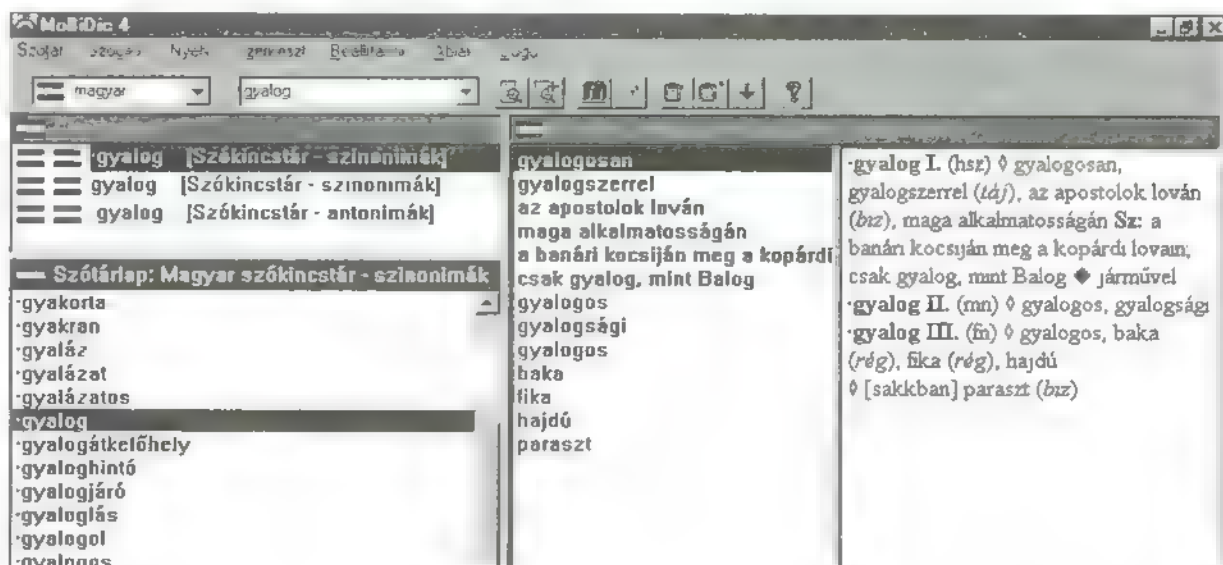 MoBiDic 4
magyar gyalog
·gyalog [Szókincstár - szinonimák]
gyalog [Szókincstár - szinonimák]
gyalog [Szókincstár - antonimák]
Szótárlap: Magyar szókincstár - szinonimák
·gyakorta
·gyakran
·gyaláz
·gyalázat
·gyalázatos
·gyalog
·gyalogátkelőhely
·gyaloghintó
·gyalogjáró
·gyaloglás
·gyalogol
·gyalogos
gyalogosan
gyalogszerrel
az apostolok lován
maga alkalmatosságán
a banári kocsiján meg a kopárdi
csak gyalog, mint Balog
gyalogos
gyalogsági
gyalogos
baka
fika
hajdú
paraszt
·gyalog I. (hsz) ◊ gyalogosan,
gyalogszerrel (táj), az apostolok lován
(biz), maga alkalmatosságán Sz: a
banári kocsiján meg a kopárdi lovain;
csak gyalog, mint Balog ◆ járművel
·gyalog II. (mn) ◊ gyalogos, gyalogsági
·gyalog III. (fn) ◊ gyalogos, baka
(rég), fika (rég), hajdú
◊ [sakkban] paraszt (biz)